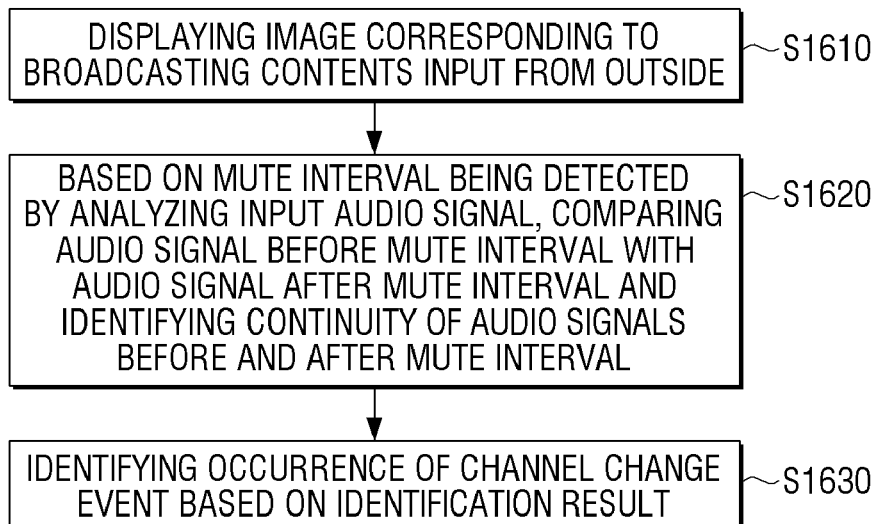 DISPLAYING IMAGE CORRESPONDING TO
BROADCASTING CONTENTS INPUT FROM OUTSIDE
S1610
BASED ON MUTE INTERVAL BEING DETECTED
BY ANALYZING INPUT AUDIO SIGNAL, COMPARING
AUDIO SIGNAL BEFORE MUTE INTERVAL WITH
AUDIO SIGNAL AFTER MUTE INTERVAL AND
IDENTIFYING CONTINUITY OF AUDIO SIGNALS
BEFORE AND AFTER MUTE INTERVAL
S1620
IDENTIFYING OCCURRENCE OF CHANNEL CHANGE
EVENT BASED ON IDENTIFICATION RESULT
S1630